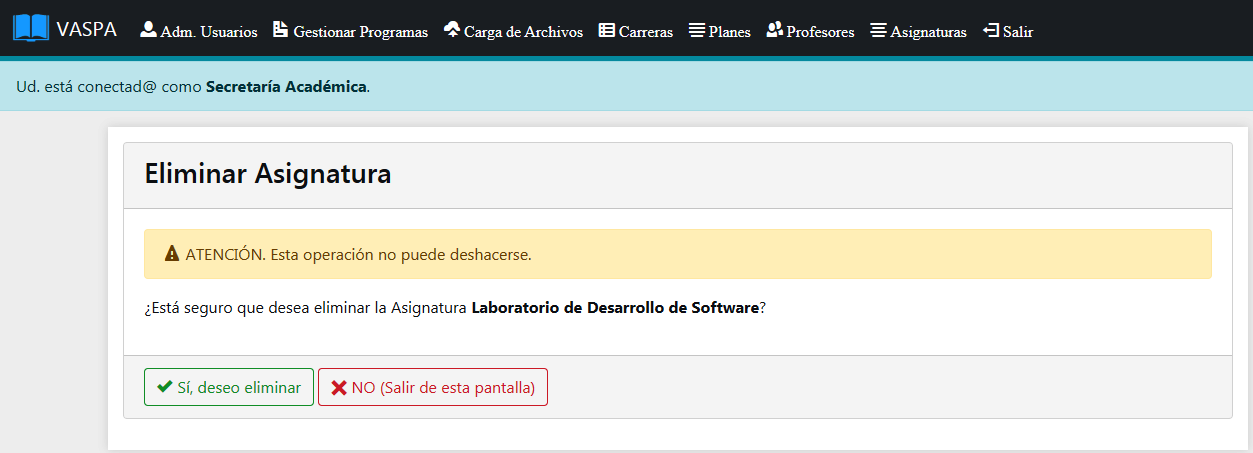 VASPA Adm. Usuarios Gestionar Programas Carga de Archivos Carreras Planes Profesores Asignaturas Salir
Ud. está conectad@ como Secretaría Académica.
Eliminar Asignatura
ATENCIÓN. Esta operación no puede deshacerse.
¿Está seguro que desea eliminar la Asignatura Laboratorio de Desarrollo de Software?
Sí, deseo eliminar NO (Salir de esta pantalla)